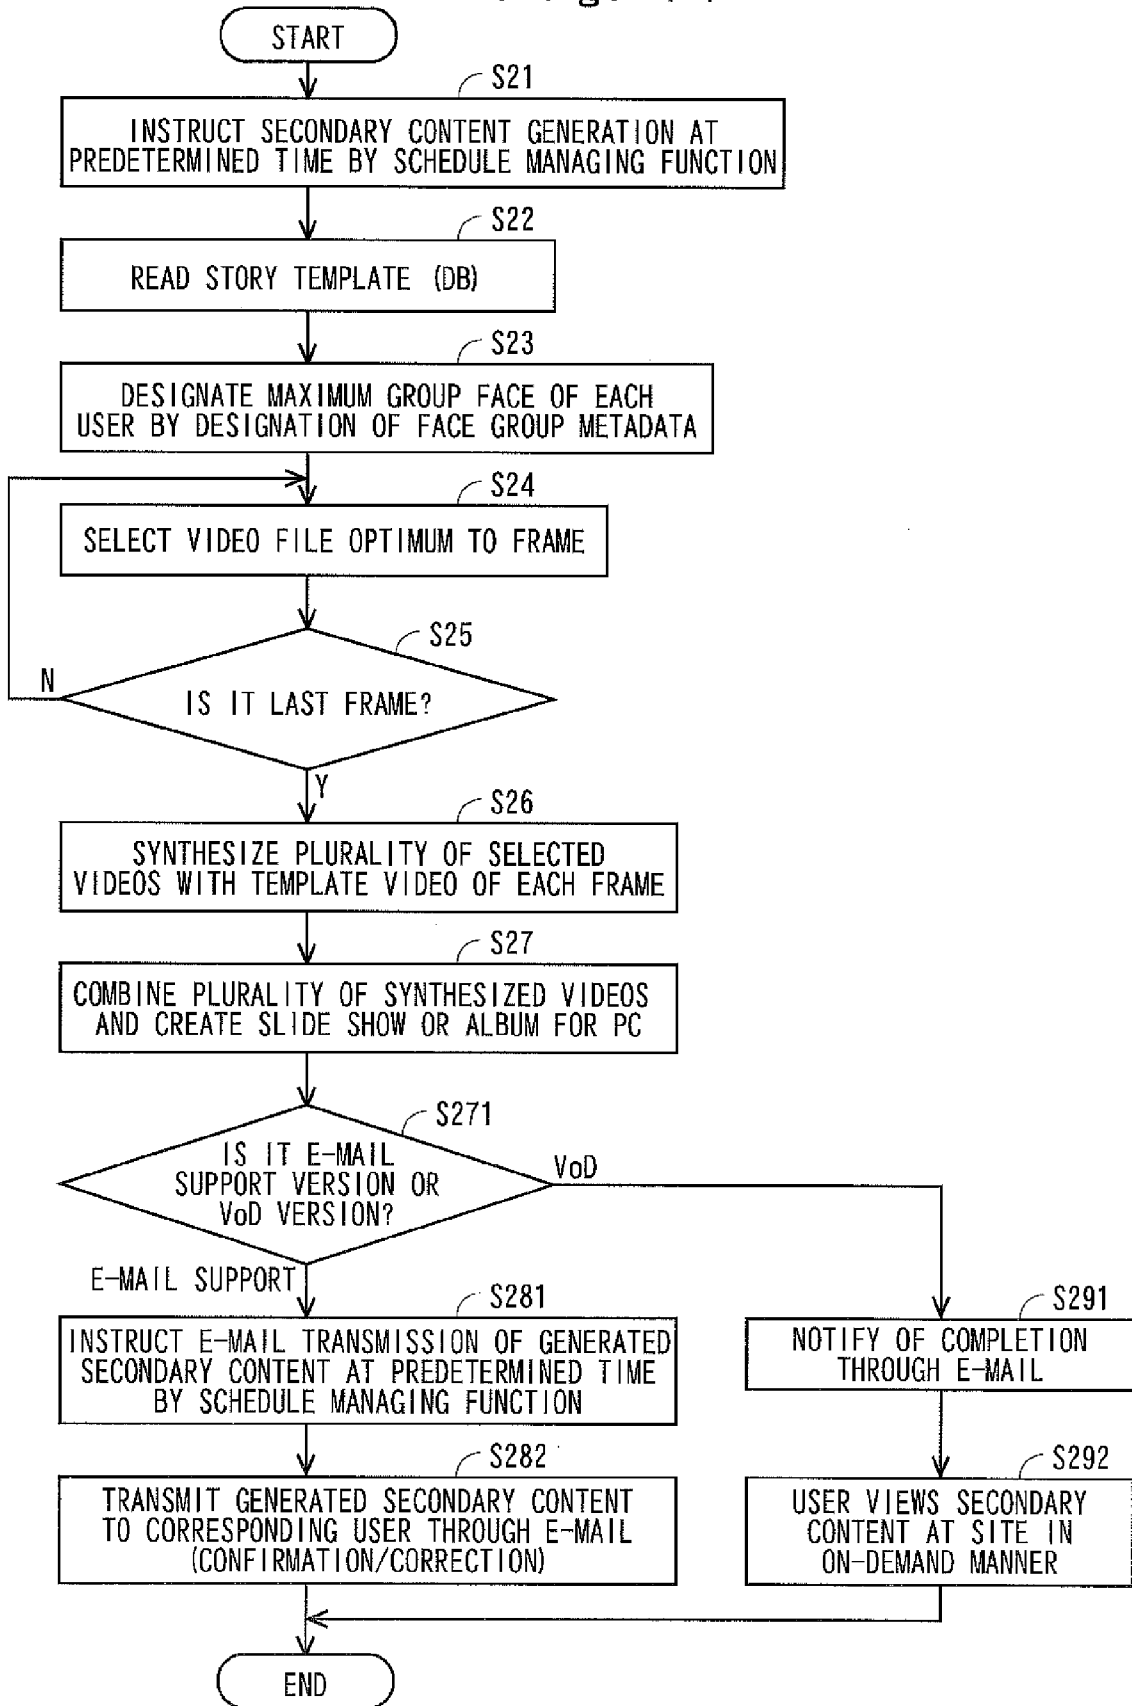 START
S21
INSTRUCT SECONDARY CONTENT GENERATION AT
PREDETERMINED TIME BY SCHEDULE MANAGING FUNCTION
S22
READ STORY TEMPLATE (DB)
S23
DESIGNATE MAXIMUM GROUP FACE OF EACH
USER BY DESIGNATION OF FACE GROUP METADATA
S24
SELECT VIDEO FILE OPTIMUM TO FRAME
S25
N
IS IT LAST FRAME?
Y
S26
SYNTHESIZE PLURALITY OF SELECTED
VIDEOS WITH TEMPLATE VIDEO OF EACH FRAME
S27
COMBINE PLURALITY OF SYNTHESIZED VIDEOS
AND CREATE SLIDE SHOW OR ALBUM FOR PC
S271
IS IT E-MAIL
SUPPORT VERSION OR
VoD VERSION?
VoD
E-MAIL SUPPORT
S281
INSTRUCT E-MAIL TRANSMISSION OF GENERATED
SECONDARY CONTENT AT PREDETERMINED TIME
BY SCHEDULE MANAGING FUNCTION
S291
NOTIFY OF COMPLETION
THROUGH E-MAIL
S282
TRANSMIT GENERATED SECONDARY CONTENT
TO CORRESPONDING USER THROUGH E-MAIL
(CONFIRMATION/CORRECTION)
S292
USER VIEWS SECONDARY
CONTENT AT SITE IN
ON-DEMAND MANNER
END